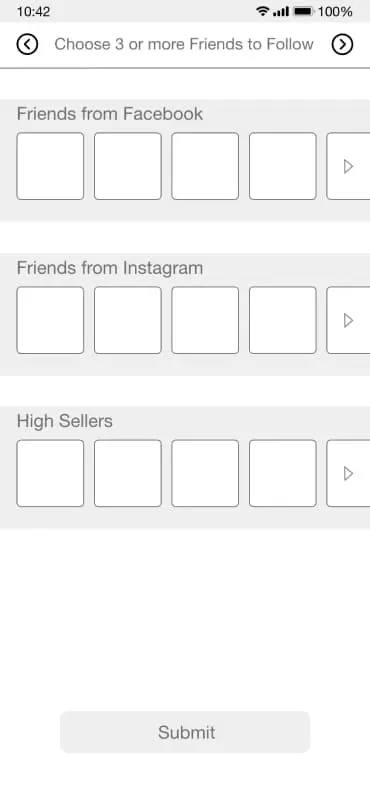 10:42
100%
Choose 3 or more Friends to Follow
Friends from Facebook
Friends from Instagram
High Sellers
Submit